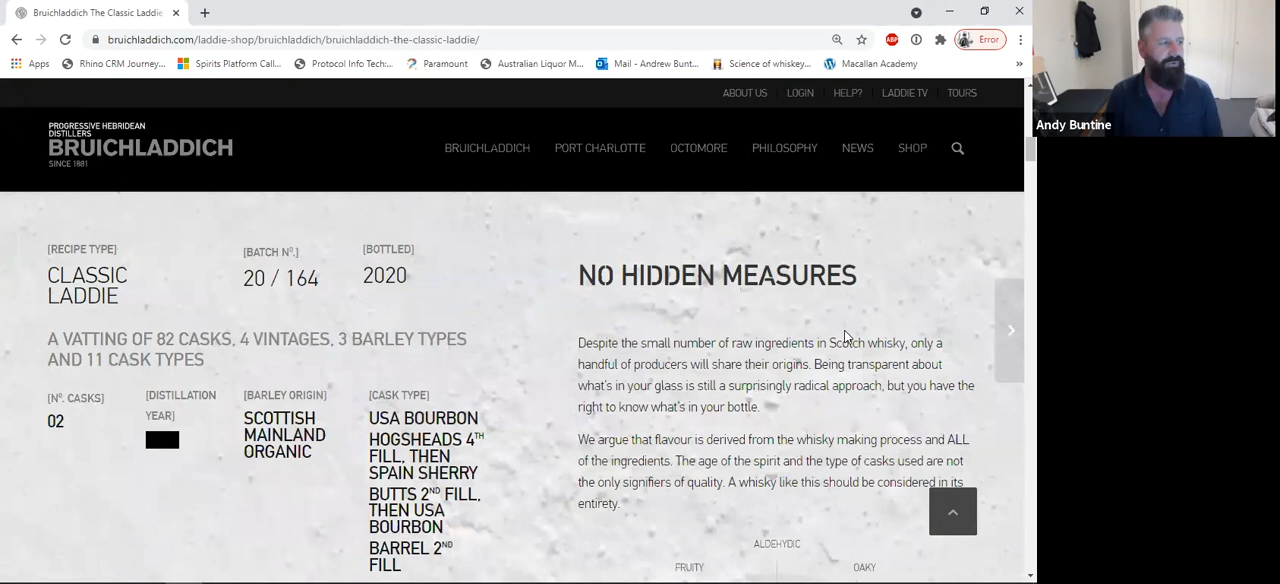 Bruichladdich The Classic Laddie
bruichladdich.com/laddie-shop/bruichladdich/bruichladdich-the-classic-laddie/
ABP
Error
Apps
Rhino CRM Journey...
Spirits Platform Call...
Protocol Info Tech:...
Paramount
Australian Liquor M...
Mail - Andrew Bunt...
Science of whiskey...
Macallan Academy
»
ABOUT US
LOGIN
HELP?
LADDIE TV
TOURS
PROGRESSIVE HEBRIDEAN
DISTILLERS
BRUICHLADDICH
SINCE 1881
BRUICHLADDICH
PORT CHARLOTTE
OCTOMORE
PHILOSOPHY
NEWS
SHOP
[RECIPE TYPE]
CLASSIC
LADDIE
[BATCH Nº.]
20 / 164
[BOTTLED]
2020
A VATTING OF 82 CASKS, 4 VINTAGES, 3 BARLEY TYPES
AND 11 CASK TYPES
[Nº. CASKS]
02
[DISTILLATION
YEAR]
[BARLEY ORIGIN]
SCOTTISH
MAINLAND
ORGANIC
[CASK TYPE]
USA BOURBON
HOGSHEADS 4TH
FILL, THEN
SPAIN SHERRY
BUTTS 2ND FILL,
THEN USA
BOURBON
BARREL 2ND
FILL
NO HIDDEN MEASURES
Despite the small number of raw ingredients in Scotch whisky, only a
handful of producers will share their origins. Being transparent about
what's in your glass is still a surprisingly radical approach, but you have the
right to know what's in your bottle.
We argue that flavour is derived from the whisky making process and ALL
of the ingredients. The age of the spirit and the type of casks used are not
the only signifiers of quality. A whisky like this should be considered in its
entirety.
ALDEHYDIC
FRUITY
OAKY
Andy Buntine